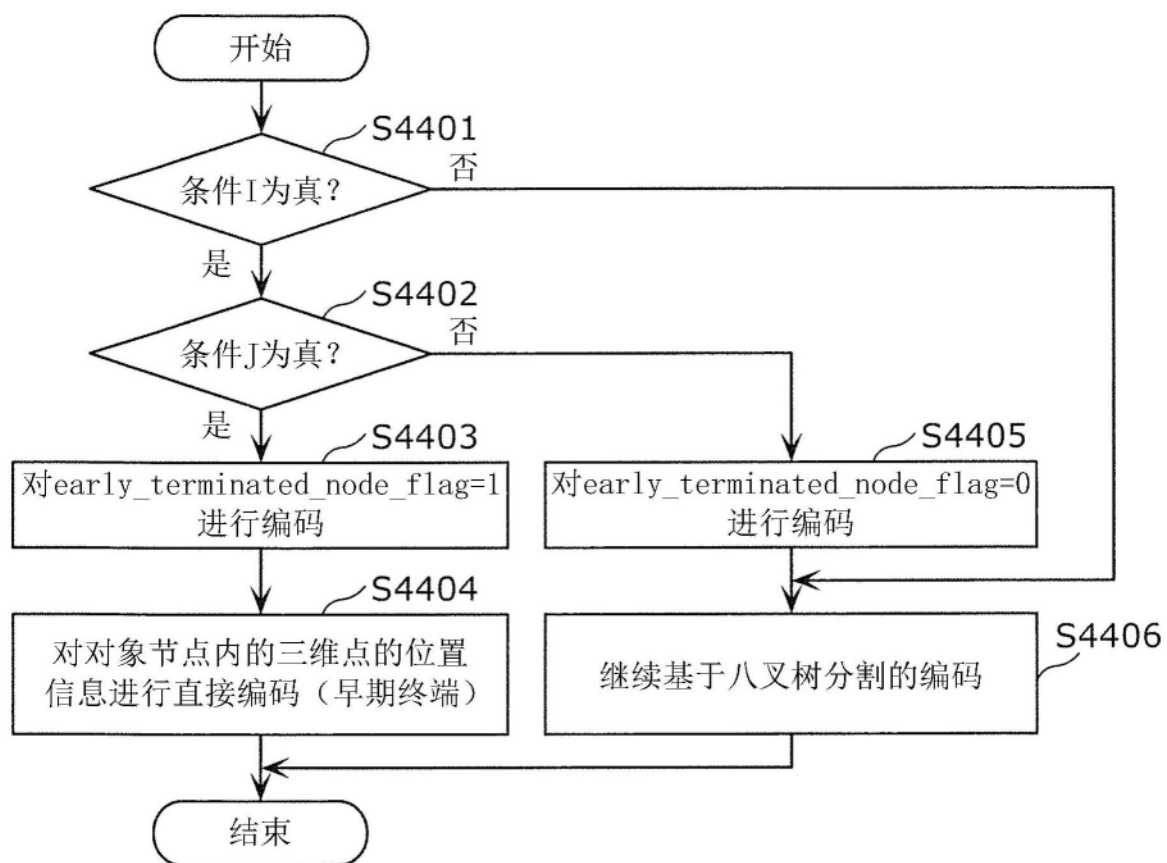 开始
S4401
条件I为真?
否
是
S4402
条件J为真?
否
是
S4403
对early_terminated_node_flag=1
进行编码
S4405
对early_terminated_node_flag=0
进行编码
S4404
对对象节点内的三维点的位置
信息进行直接编码（早期终端）
S4406
继续基于八叉树分割的编码
结束